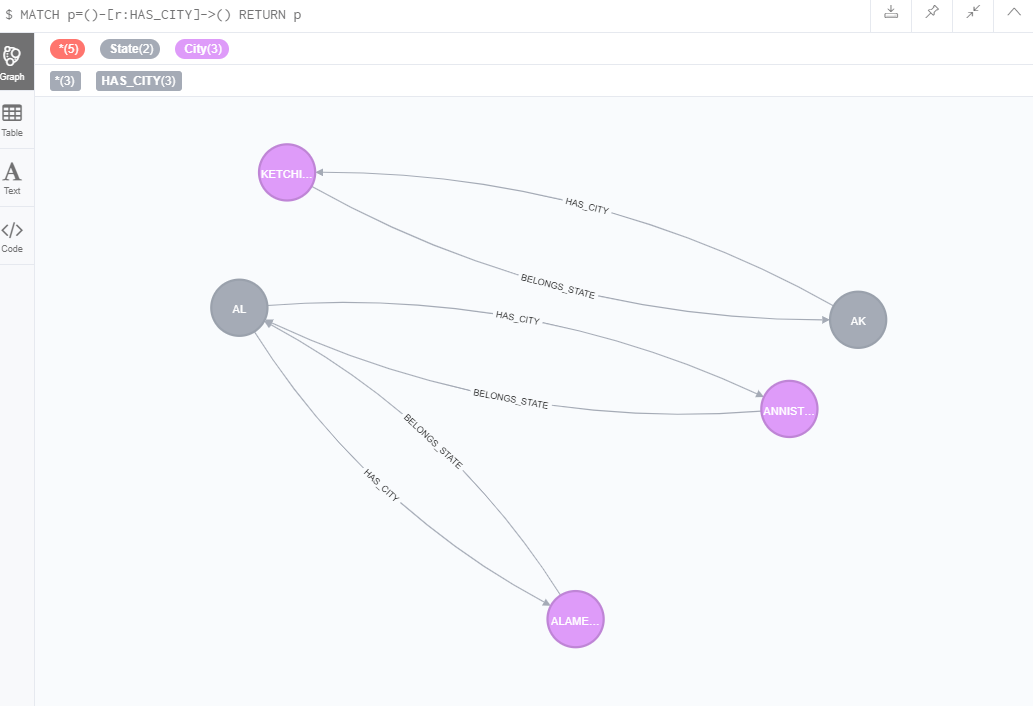 $ MATCH p=()-[r:HAS_CITY]->() RETURN p
*(5) State(2) City(3)
*(3) HAS_CITY(3)
Graph
Table
A
Text
</>
Code
KETCHI...
HAS_CITY
BELONGS_STATE
AL
HAS_CITY
AK
BELONGS_STATE
ANNIST...
BELONGS_STATE
HAS_CITY
ALAME...